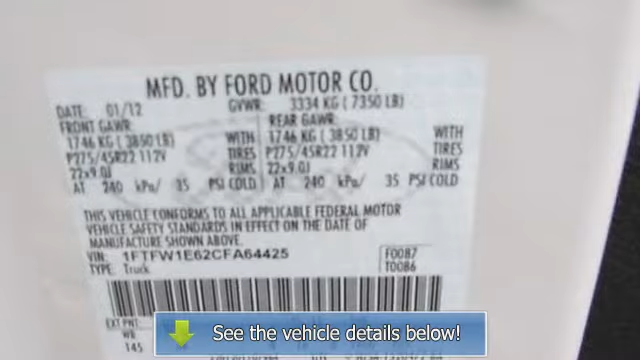 MFD. BY FORD MOTOR CO.
DATE: 01/12 GVWR: 3334 KG ( 7350 LB)
FRONT GAWR: REAR GAWR:
1746 KG ( 3850 LB) WITH 1746 KG ( 3850 LB) WITH
P275/45R22 112V TIRES P275/45R22 112V TIRES
22x9.0J RIMS 22x9.0J RIMS
AT 240 kPa/ 35 PSI COLD AT 240 kPa/ 35 PSI COLD
THIS VEHICLE CONFORMS TO ALL APPLICABLE FEDERAL MOTOR
VEHICLE SAFETY STANDARDS IN EFFECT ON THE DATE OF
MANUFACTURE SHOWN ABOVE.
VIN: 1FTFW1E62CFA64425 F0087
TYPE: Truck T0086
EXT PNT:
WB
145
See the vehicle details below!